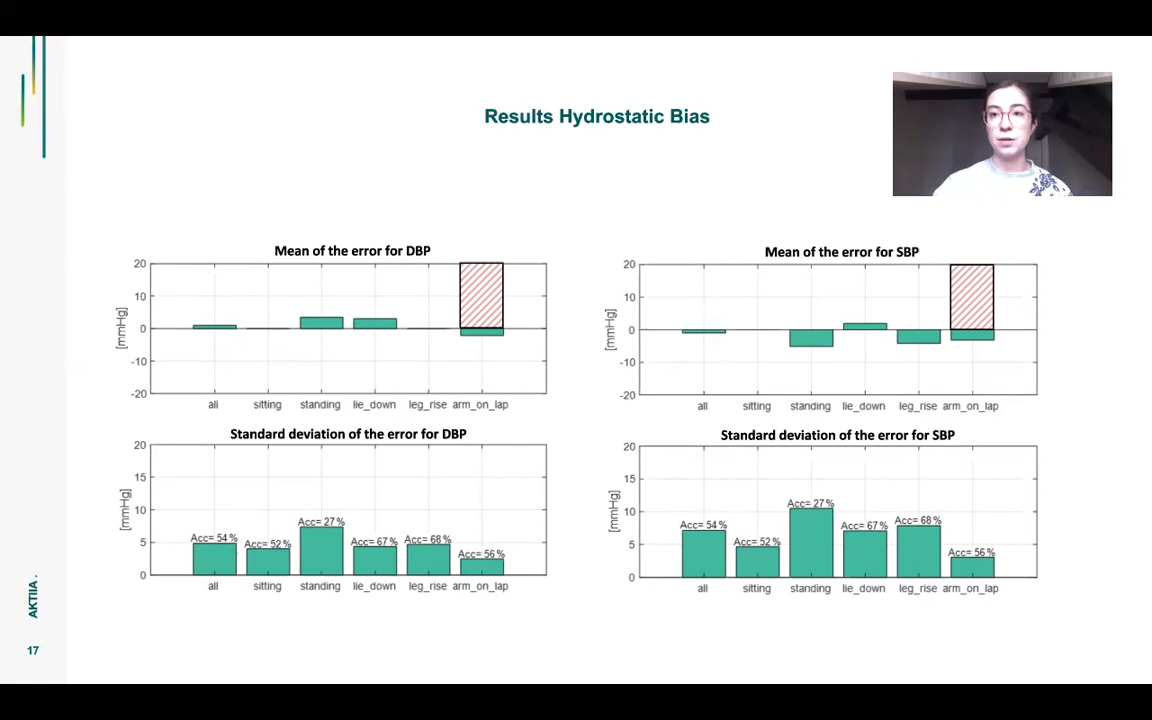 Results Hydrostatic Bias
Mean of the error for DBP
20
10
0
-10
-20
[mmHg]
all sitting standing lie_down leg_rise arm_on_lap
Mean of the error for SBP
20
10
0
-10
-20
[mmHg]
all sitting standing lie_down leg_rise arm_on_lap
Standard deviation of the error for DBP
20
15
10
5
0
[mmHg]
Acc= 54 % Acc= 52 % Acc= 27 % Acc= 67 % Acc= 68 % Acc= 56 %
all sitting standing lie_down leg_rise arm_on_lap
Standard deviation of the error for SBP
20
15
10
5
0
[mmHg]
Acc= 54 % Acc= 52 % Acc= 27 % Acc= 67 % Acc= 68 % Acc= 56 %
all sitting standing lie_down leg_rise arm_on_lap
AKTIIA .
17